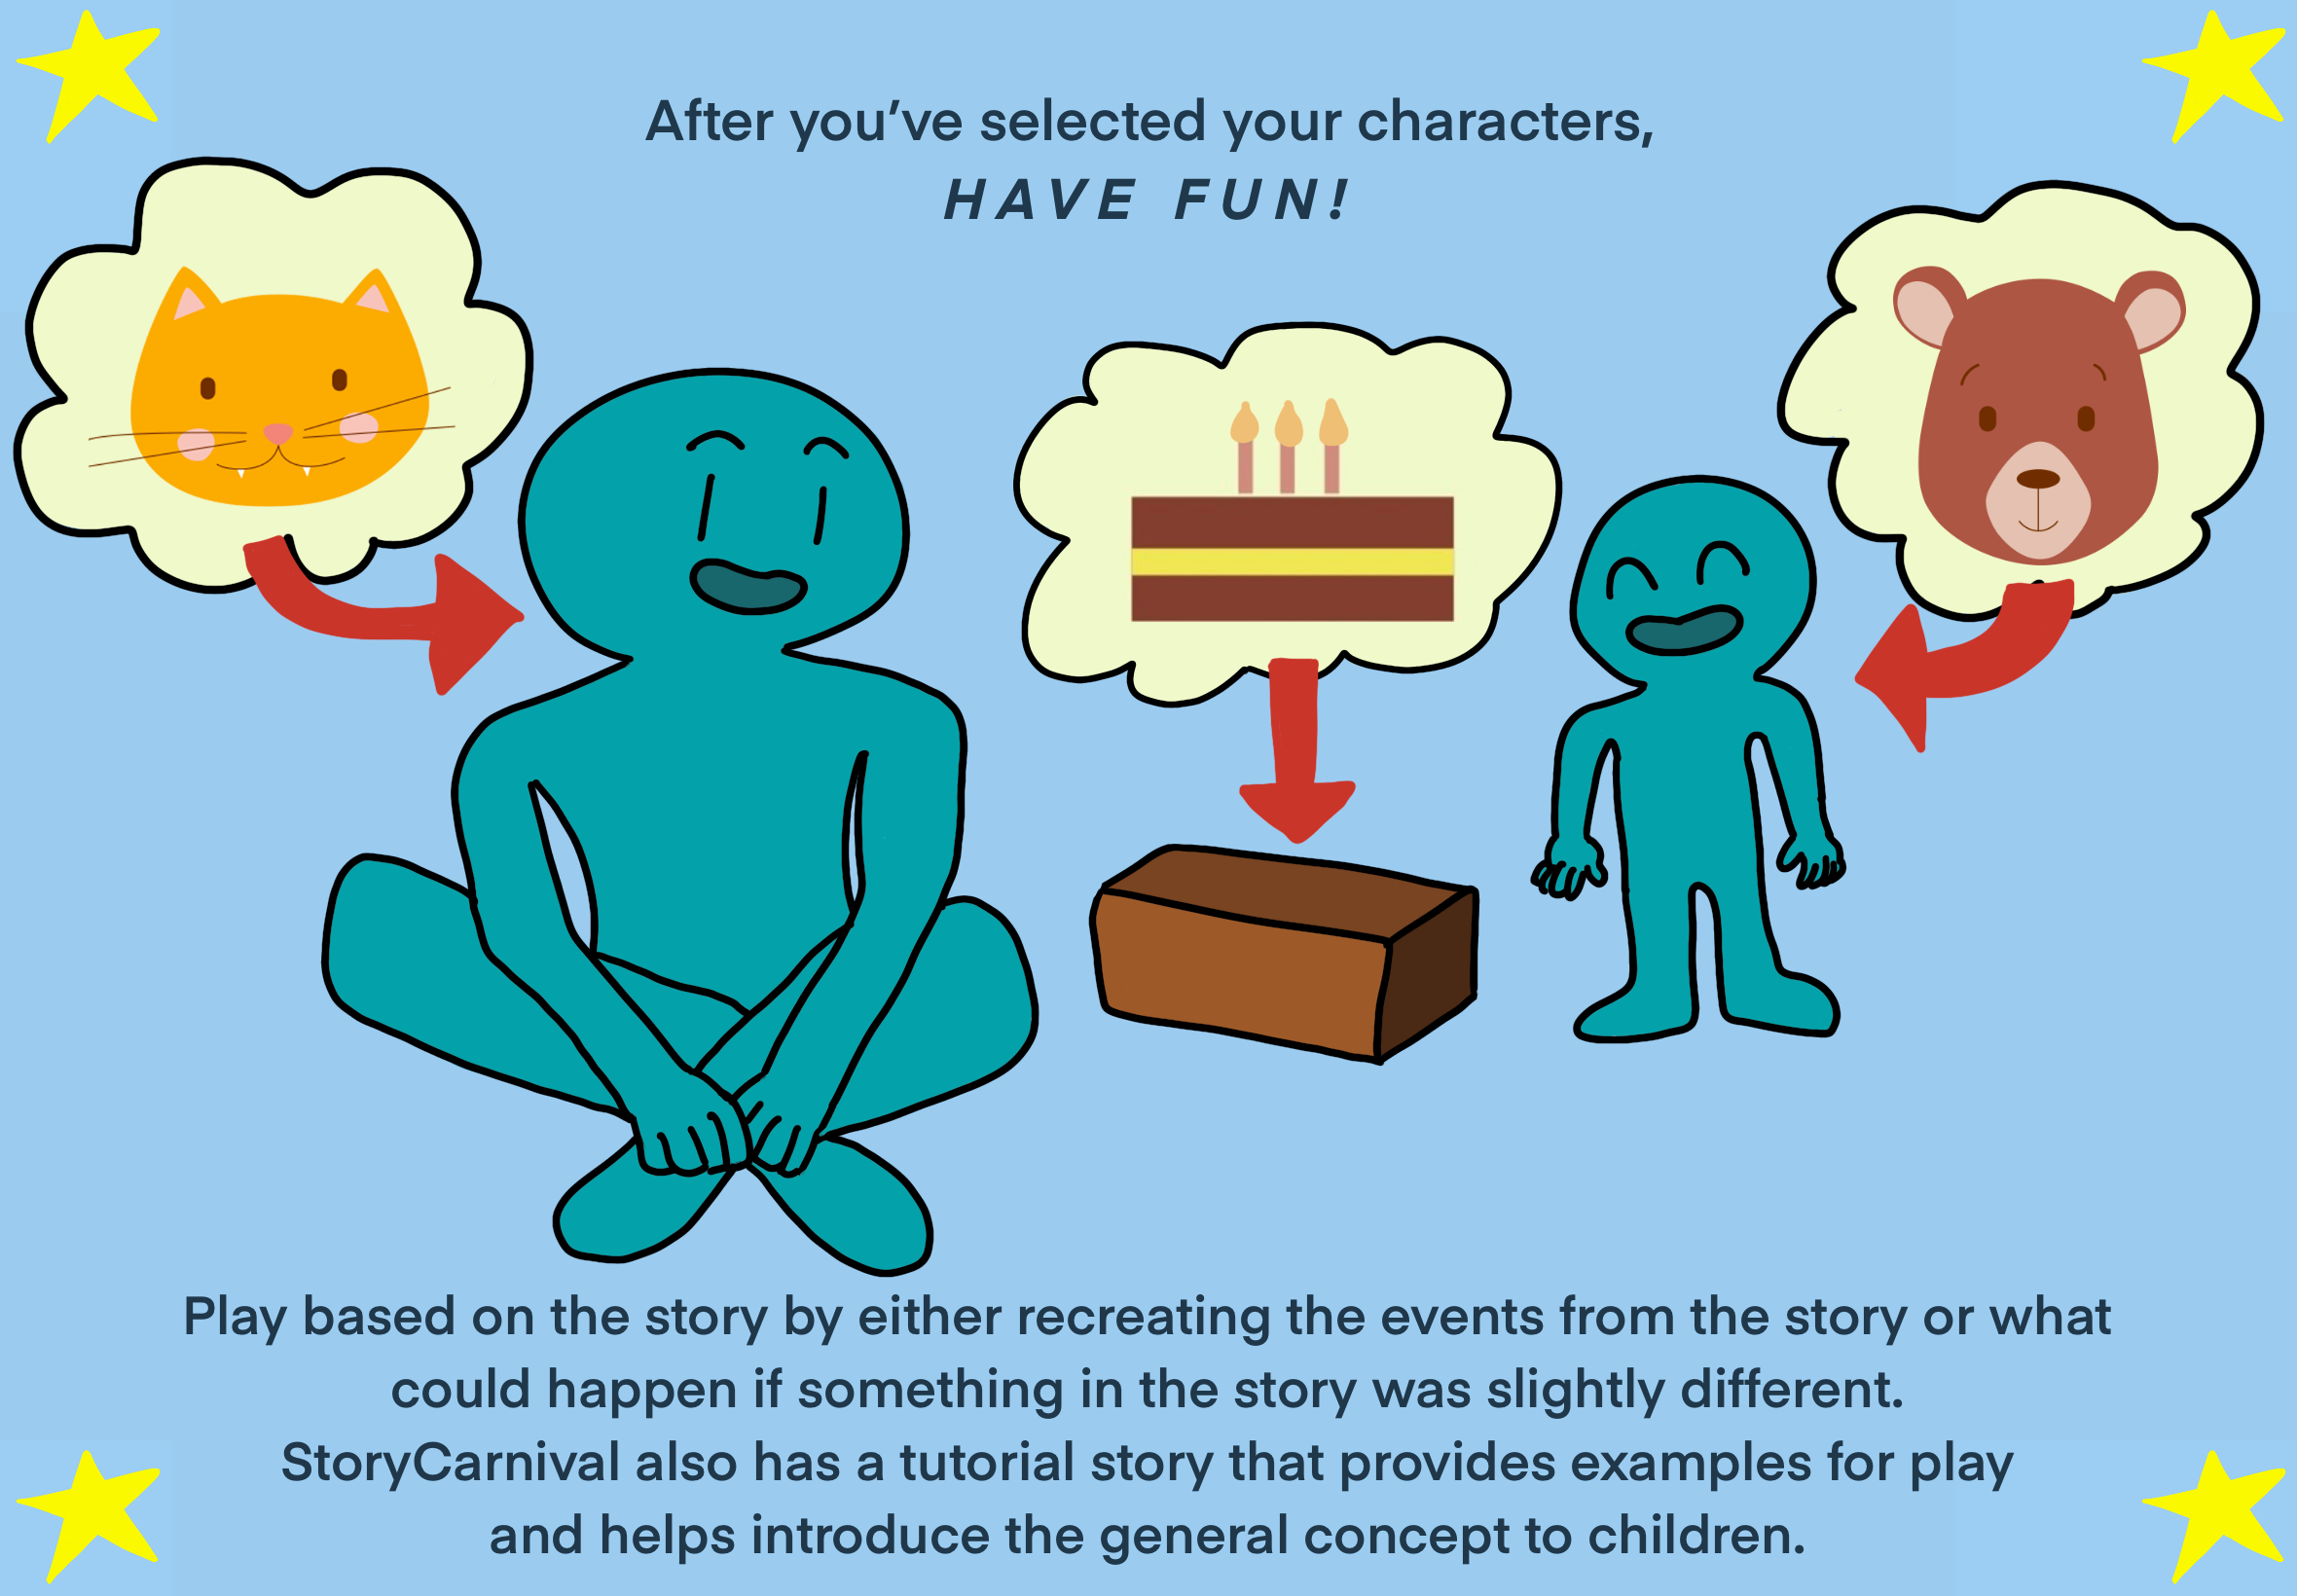 After you've selected your characters,
HAVE FUN!
Play based on the story by either recreating the events from the story or what
could happen if something in the story was slightly different.
StoryCarnival also has a tutorial story that provides examples for play
and helps introduce the general concept to children.